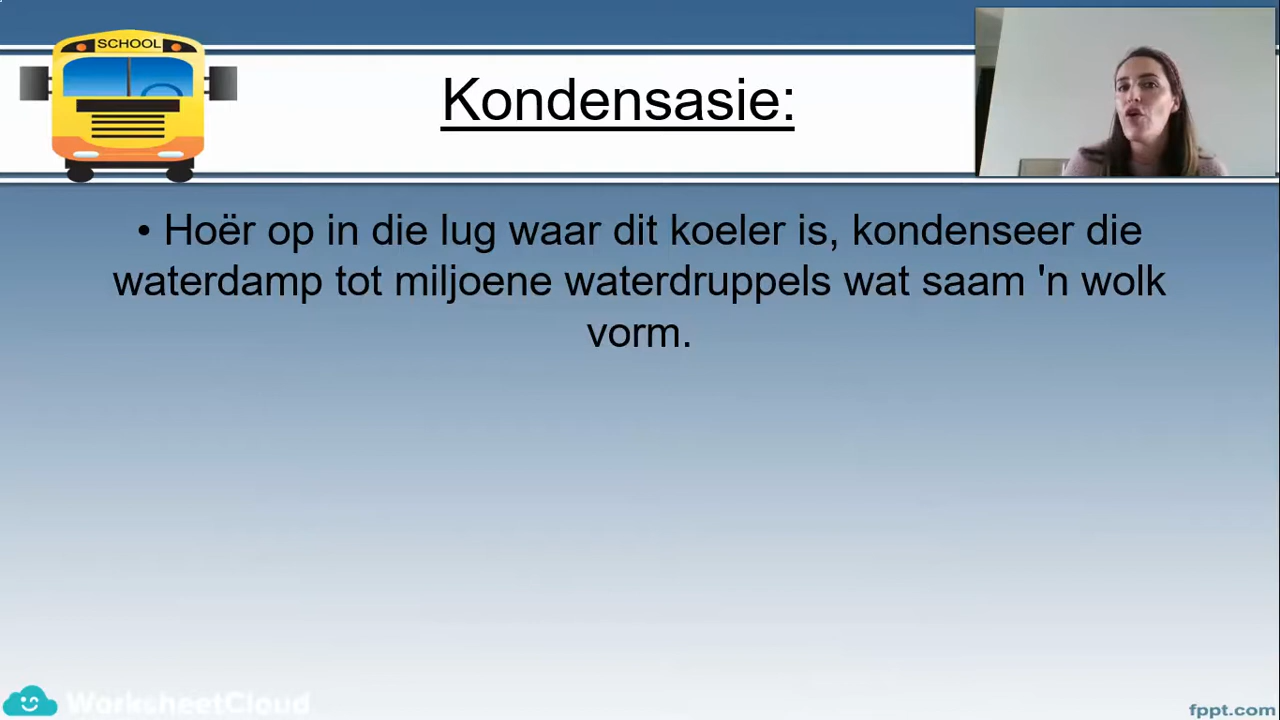 SCHOOL
Kondensasie:
• Hoër op in die lug waar dit koeler is, kondenseer die
waterdamp tot miljoene waterdruppels wat saam 'n wolk
vorm.
WorksheetCloud
fppt.com